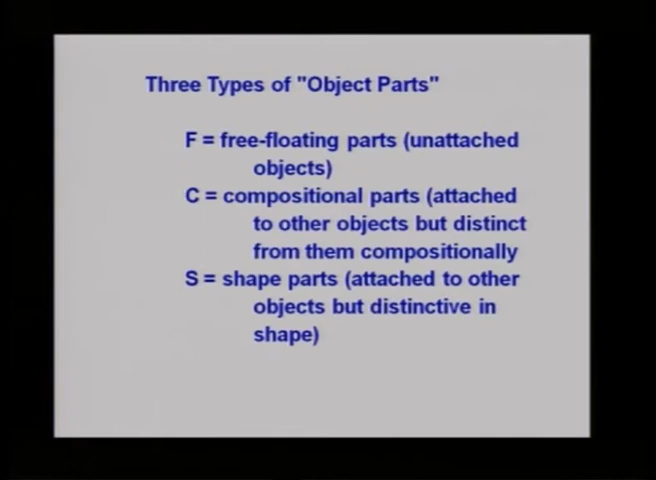 Three Types of "Object Parts"
F = free-floating parts (unattached
objects)
C = compositional parts (attached
to other objects but distinct
from them compositionally
S = shape parts (attached to other
objects but distinctive in
shape)